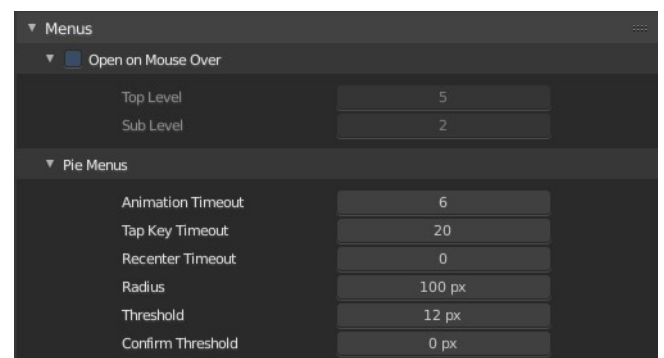 Menus
Open on Mouse Over
Top Level 5
Sub Level 2
Pie Menus
Animation Timeout 6
Tap Key Timeout 20
Recenter Timeout 0
Radius 100 px
Threshold 12 px
Confirm Threshold 0 px